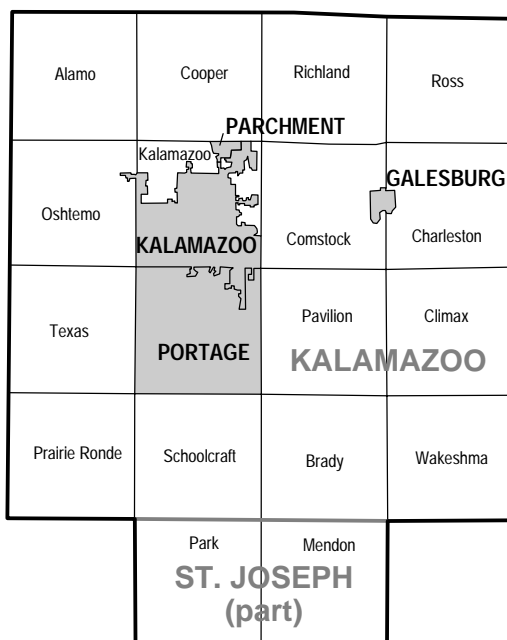 Alamo
Cooper
Richland
Ross
PARCHMENT
Kalamazoo
GALESBURG
Oshtemo
KALAMAZOO
Comstock
Charleston
Texas
Pavilion
Climax
PORTAGE
KALAMAZOO
Prairie Ronde
Schoolcraft
Brady
Wakeshma
Park
Mendon
ST. JOSEPH
(part)